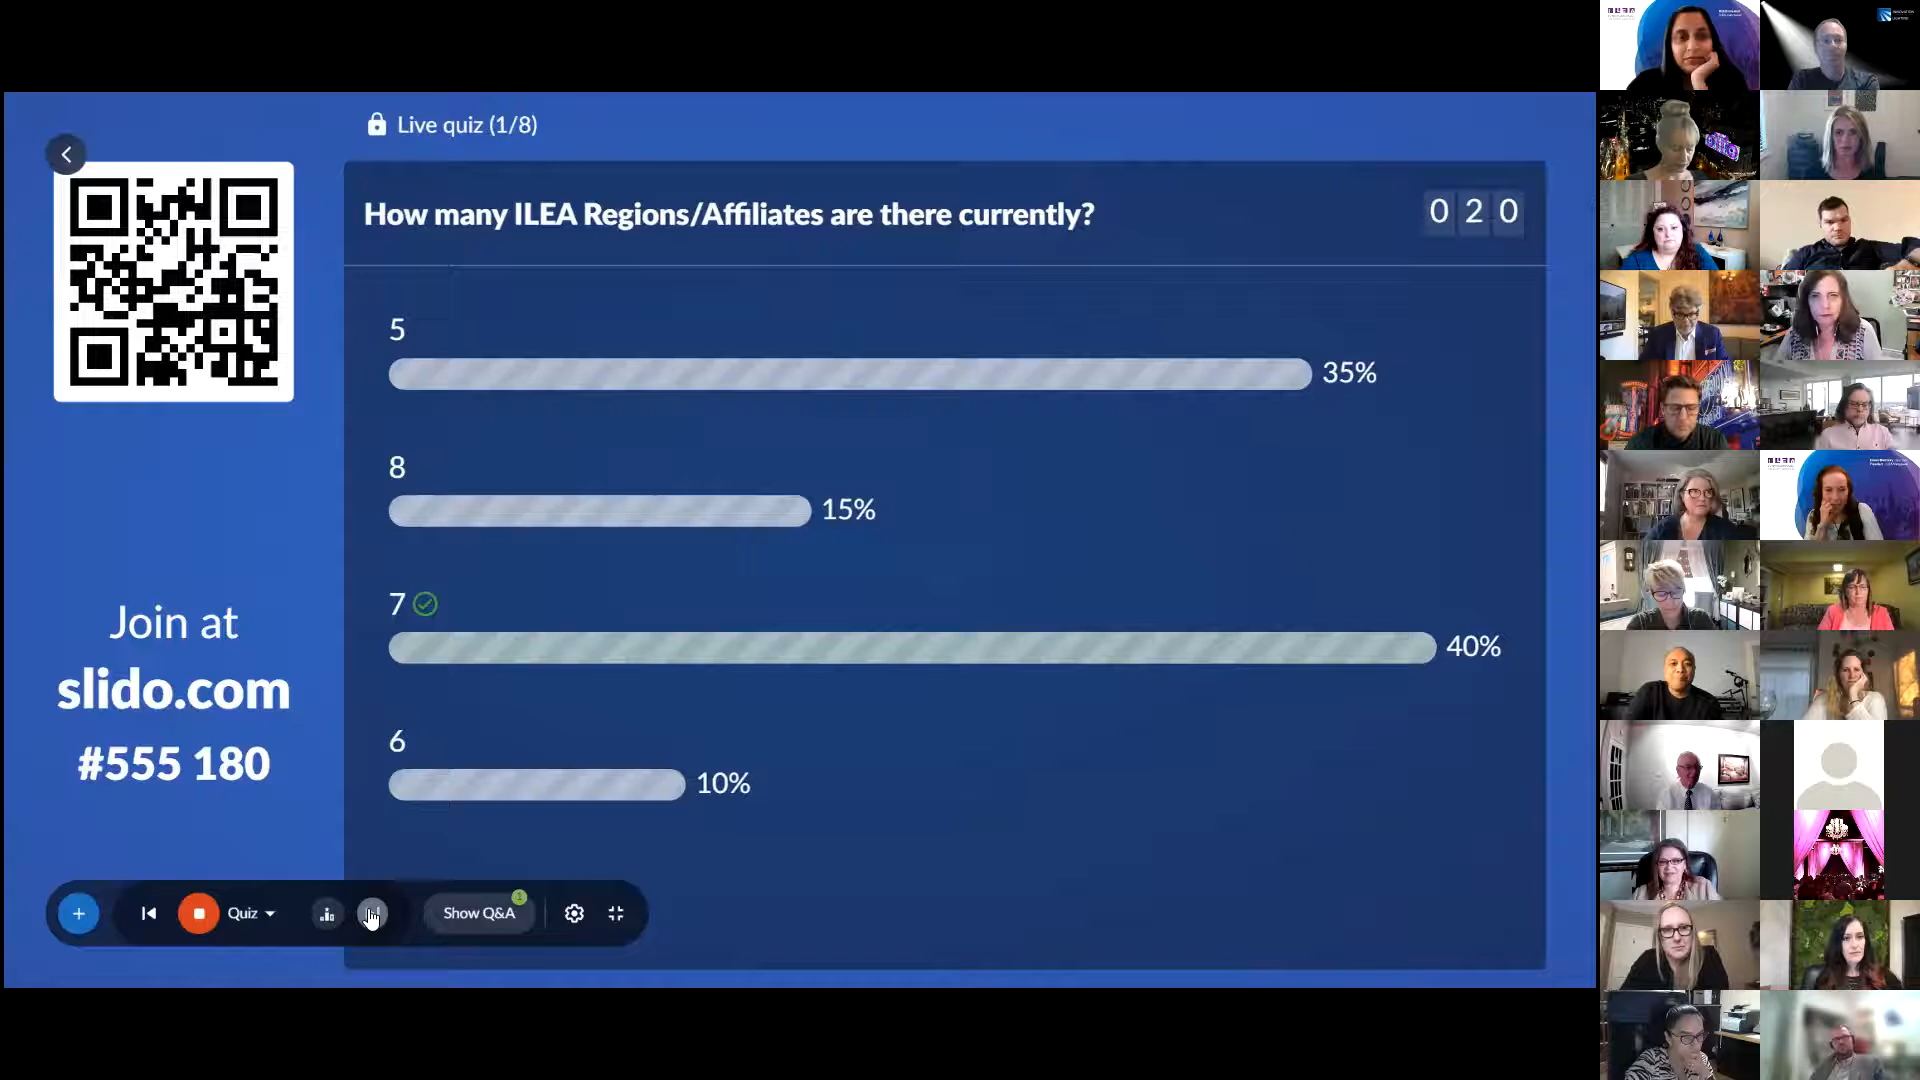 Live quiz (1/8)
How many ILEA Regions/Affiliates are there currently?
0 2 0
5
35%
8
15%
7
40%
6
10%
Join at
slido.com
#555 180
Quiz
Show Q&A
1